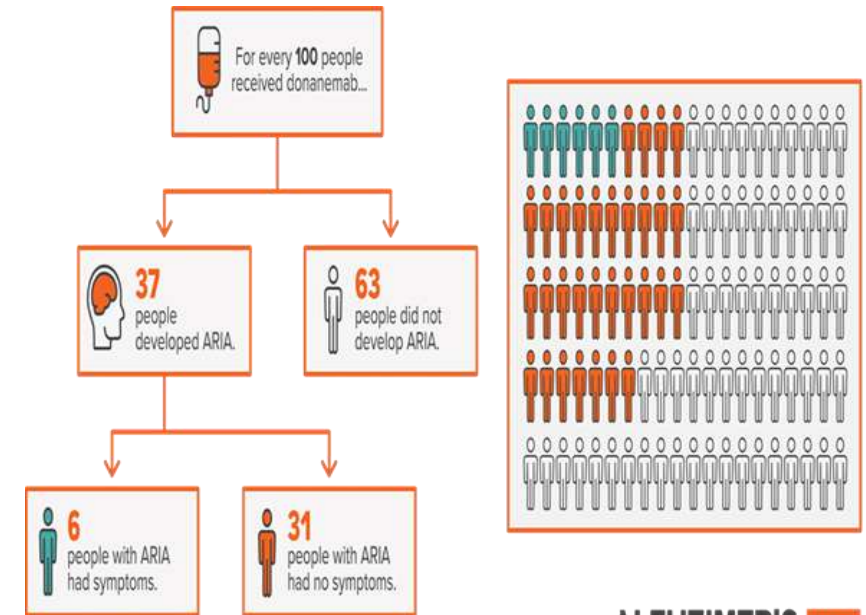 For every 100 people
received donanemab...
37
people
developed ARIA.
63
people did not
develop ARIA.
6
people with ARIA
had symptoms.
31
people with ARIA
had no symptoms.